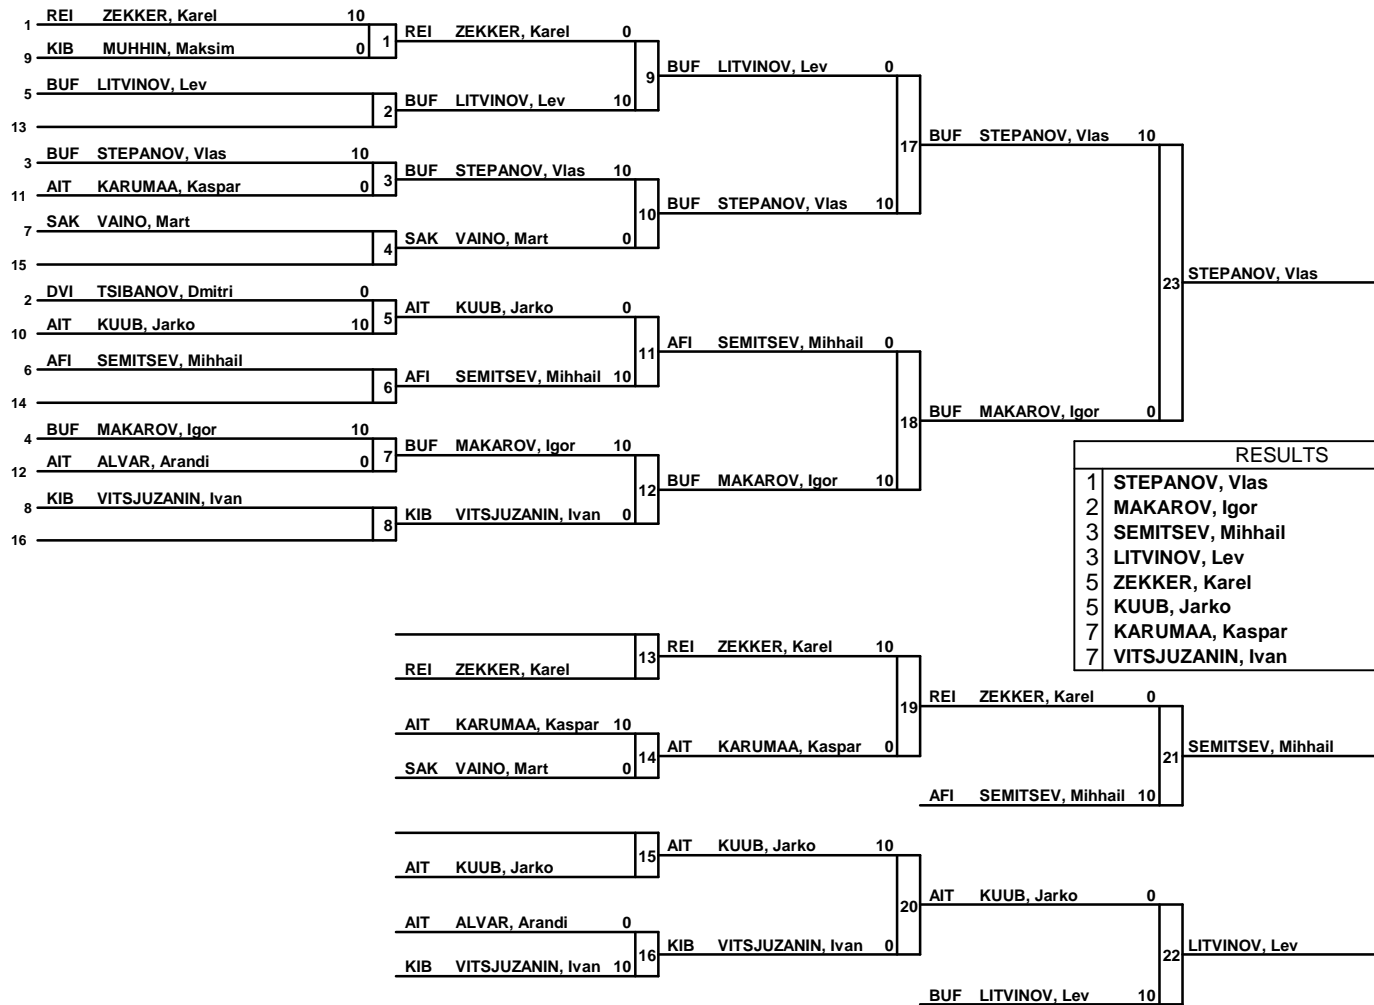 1 REI ZEKKER, Karel 10
9 KIB MUHHIN, Maksim 0
1
REI ZEKKER, Karel 0
5 BUF LITVINOV, Lev
13
2
BUF LITVINOV, Lev 10
9
BUF LITVINOV, Lev 0
3 BUF STEPANOV, Vlas 10
11 AIT KARUMAA, Kaspar 0
3
BUF STEPANOV, Vlas 10
7 SAK VAINO, Mart
15
4
SAK VAINO, Mart 0
10
BUF STEPANOV, Vlas 10
17
BUF STEPANOV, Vlas 10
2 DVI TSIBANOV, Dmitri 0
10 AIT KUUB, Jarko 10
5
AIT KUUB, Jarko 0
6 AFI SEMITSEV, Mihhail
14
6
AFI SEMITSEV, Mihhail 10
11
AFI SEMITSEV, Mihhail 0
4 BUF MAKAROV, Igor 10
12 AIT ALVAR, Arandi 0
7
BUF MAKAROV, Igor 10
8 KIB VITSJUZANIN, Ivan
16
8
KIB VITSJUZANIN, Ivan 0
12
BUF MAKAROV, Igor 10
18
BUF MAKAROV, Igor 0
23
STEPANOV, Vlas
RESULTS
1 STEPANOV, Vlas
2 MAKAROV, Igor
3 SEMITSEV, Mihhail
3 LITVINOV, Lev
5 ZEKKER, Karel
5 KUUB, Jarko
7 KARUMAA, Kaspar
7 VITSJUZANIN, Ivan
REI ZEKKER, Karel
13
REI ZEKKER, Karel 10
AIT KARUMAA, Kaspar 10
SAK VAINO, Mart 0
14
AIT KARUMAA, Kaspar 0
19
REI ZEKKER, Karel 0
AFI SEMITSEV, Mihhail 10
21
SEMITSEV, Mihhail
AIT KUUB, Jarko
15
AIT KUUB, Jarko 10
AIT ALVAR, Arandi 0
KIB VITSJUZANIN, Ivan 10
16
KIB VITSJUZANIN, Ivan 0
20
AIT KUUB, Jarko 0
BUF LITVINOV, Lev 10
22
LITVINOV, Lev